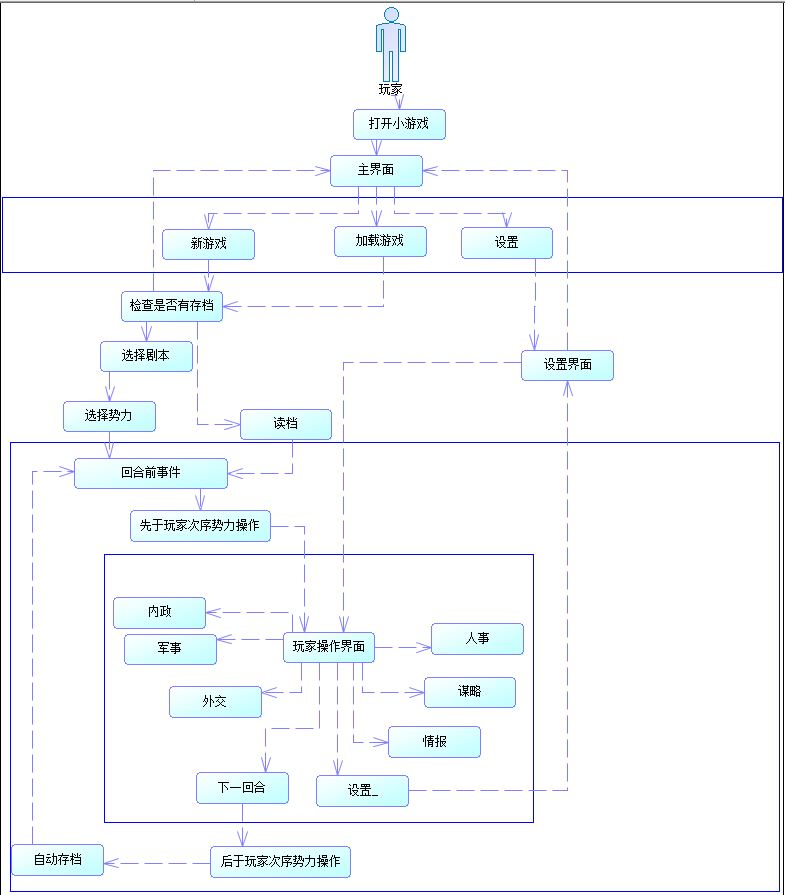 玩家
打开小游戏
主界面
新游戏
加载游戏
设置
检查是否有存档
选择剧本
设置界面
选择势力
读档
回合前事件
先于玩家次序势力操作
内政
军事
玩家操作界面
人事
外交
谋略
情报
下一回合
设置_
自动存档
后于玩家次序势力操作